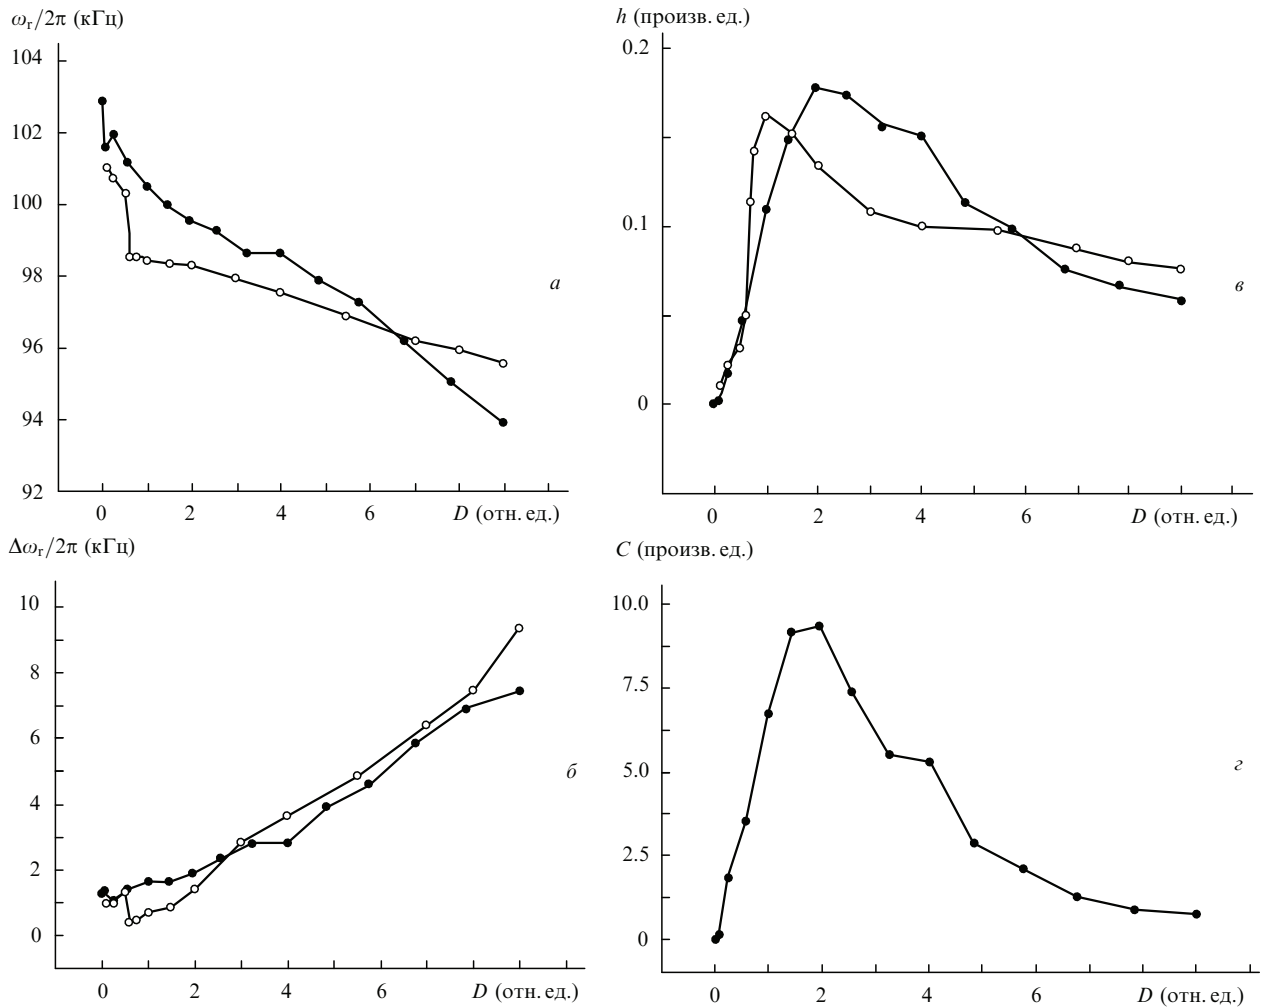 ωr/2π (кГц)
104
102
100
98
96
94
92
0 2 4 6 D (отн. ед.)
а
h (произв. ед.)
0.2
0.1
0
0 2 4 6 D (отн. ед.)
в
Δωr/2π (кГц)
10
8
6
4
2
0
0 2 4 6 D (отн. ед.)
б
C (произв. ед.)
10.0
7.5
5.0
2.5
0
0 2 4 6 D (отн. ед.)
г